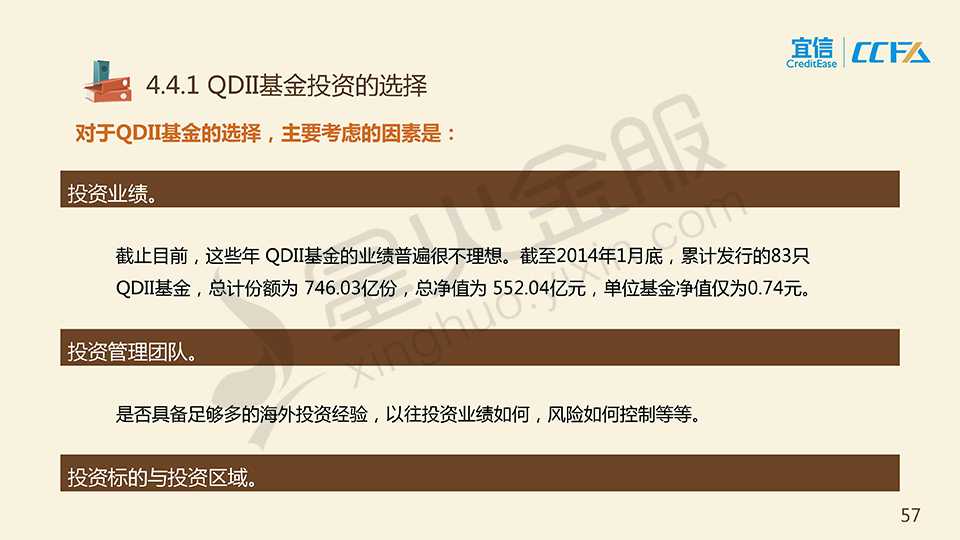 宜信
CreditEase
CCFA
4.4.1 QDII基金投资的选择
对于QDII基金的选择，主要考虑的因素是：
投资业绩。
截止目前，这些年 QDII基金的业绩普遍很不理想。截至2014年1月底，累计发行的83只
QDII基金，总计份额为 746.03亿份，总净值为 552.04亿元，单位基金净值仅为0.74元。
投资管理团队。
是否具备足够多的海外投资经验，以往投资业绩如何，风险如何控制等等。
投资标的与投资区域。
星火金服
xinghuo.yixin.com
57